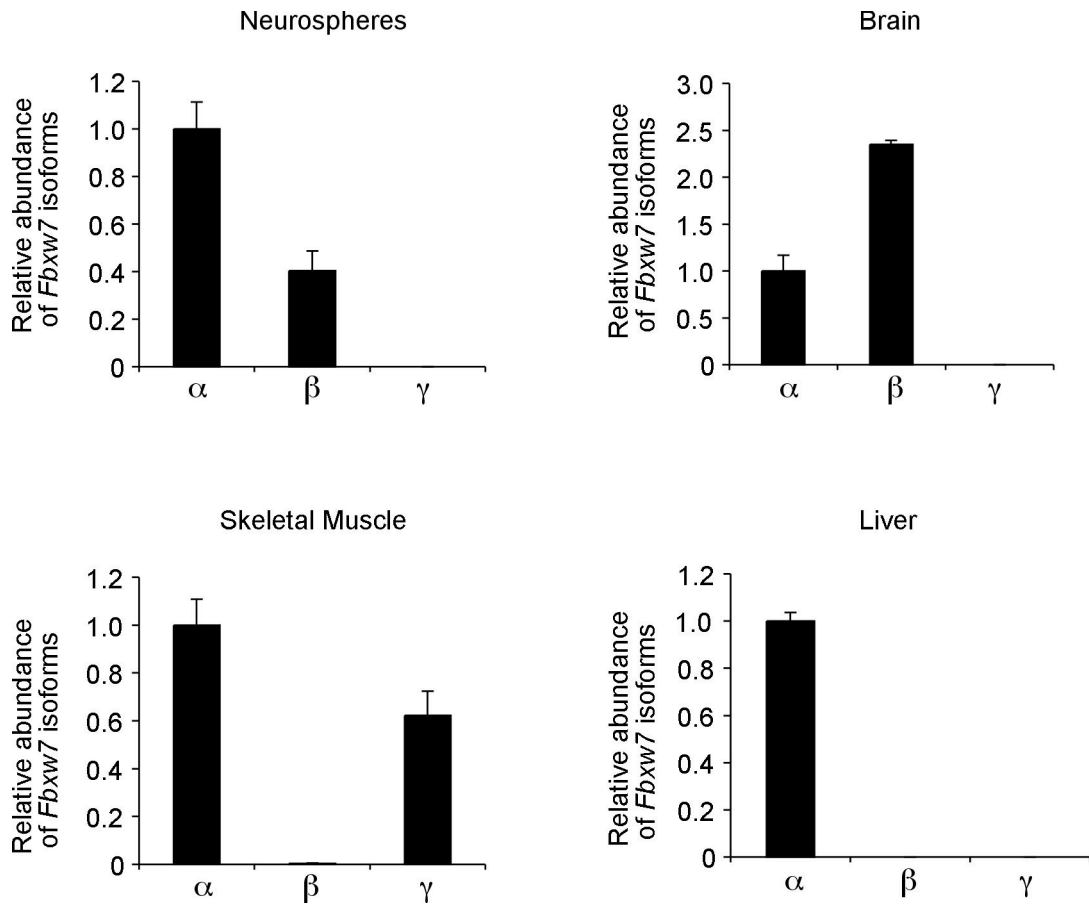 Neurospheres
Relative abundance
of Fbxw7 isoforms
1.2
1.0
0.8
0.6
0.4
0.2
0
α β γ
Brain
Relative abundance
of Fbxw7 isoforms
3.0
2.5
2.0
1.5
1.0
0.5
0
α β γ
Skeletal Muscle
Relative abundance
of Fbxw7 isoforms
1.2
1.0
0.8
0.6
0.4
0.2
0
α β γ
Liver
Relative abundance
of Fbxw7 isoforms
1.2
1.0
0.8
0.6
0.4
0.2
0
α β γ